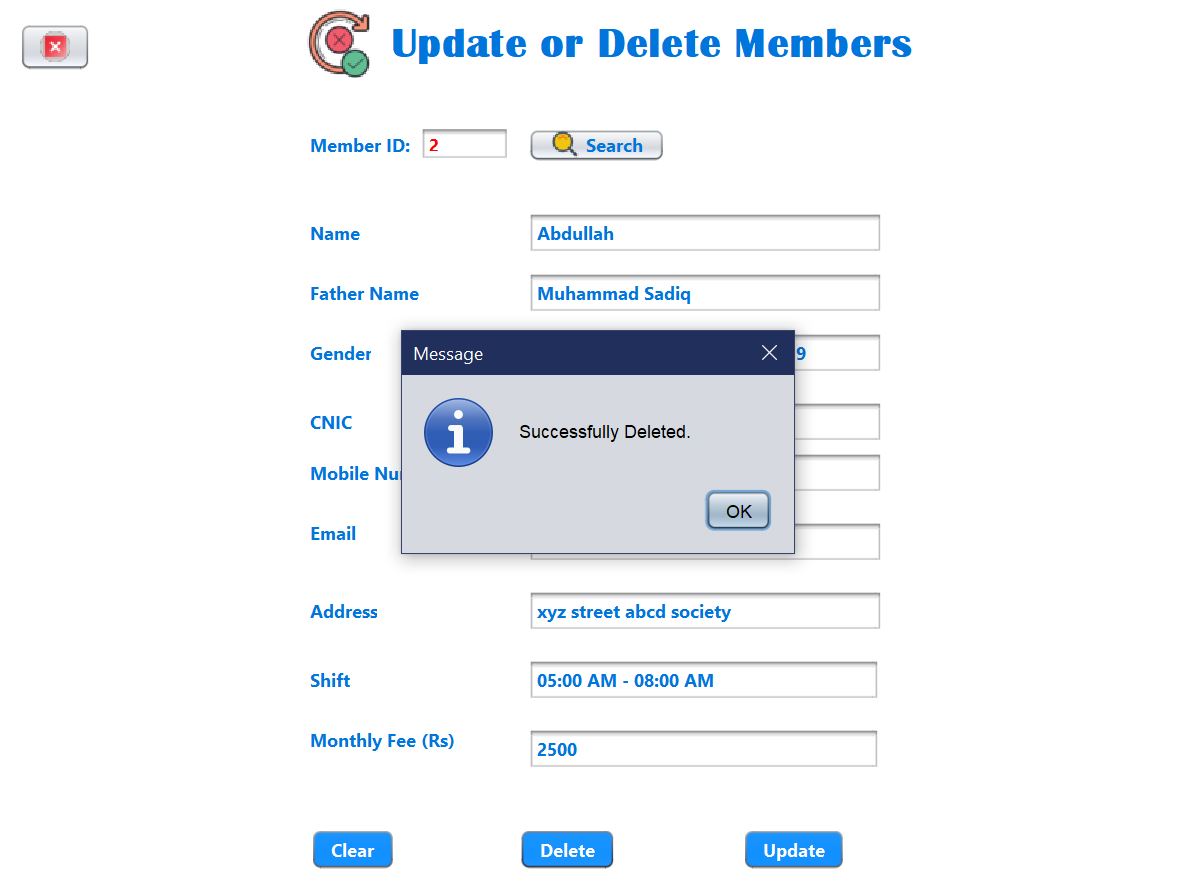 Update or Delete Members
Member ID: 2 Search
Name Abdullah
Father Name Muhammad Sadiq
Message
Gender 9
Successfully Deleted.
CNIC
Mobile
OK
Email
Address xyz street abcd society
Shift 05:00 AM - 08:00 AM
Monthly Fee (Rs) 2500
Clear Delete Update